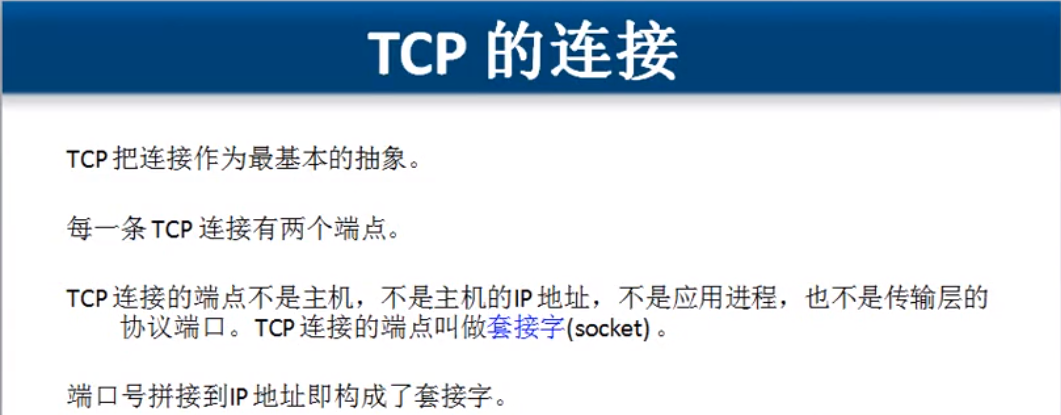 TCP 的连接
TCP 把连接作为最基本的抽象。
每一条 TCP 连接有两个端点。
TCP 连接的端点不是主机，不是主机的IP 地址，不是应用进程，也不是传输层的
协议端口。TCP 连接的端点叫做套接字(socket) 。
端口号拼接到IP 地址即构成了套接字。